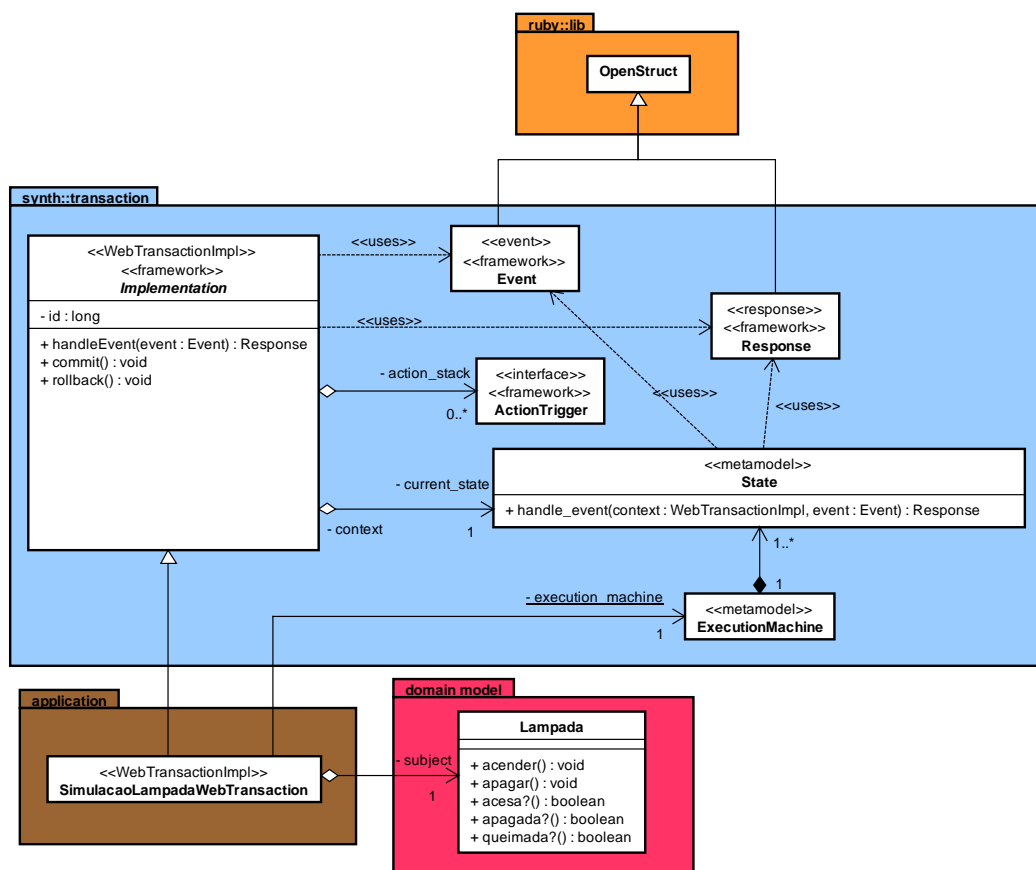 ruby::lib
OpenStruct
synth::transaction
<<WebTransactionImpl>>
<<framework>>
Implementation
- id : long
+ handleEvent(event : Event) : Response
+ commit() : void
+ rollback() : void
<<uses>>
<<event>>
<<framework>>
Event
<<uses>>
<<response>>
<<framework>>
Response
- action_stack
0..*
<<interface>>
<<framework>>
ActionTrigger
<<uses>>
<<uses>>
- current_state
- context
1
<<metamodel>>
State
+ handle_event(context : WebTransactionImpl, event : Event) : Response
1..*
1
- execution_machine
1
<<metamodel>>
ExecutionMachine
application
<<WebTransactionImpl>>
SimulacaoLampadaWebTransaction
domain model
- subject
1
Lampada
+ acender() : void
+ apagar() : void
+ acesa?() : boolean
+ apagada?() : boolean
+ queimada?() : boolean